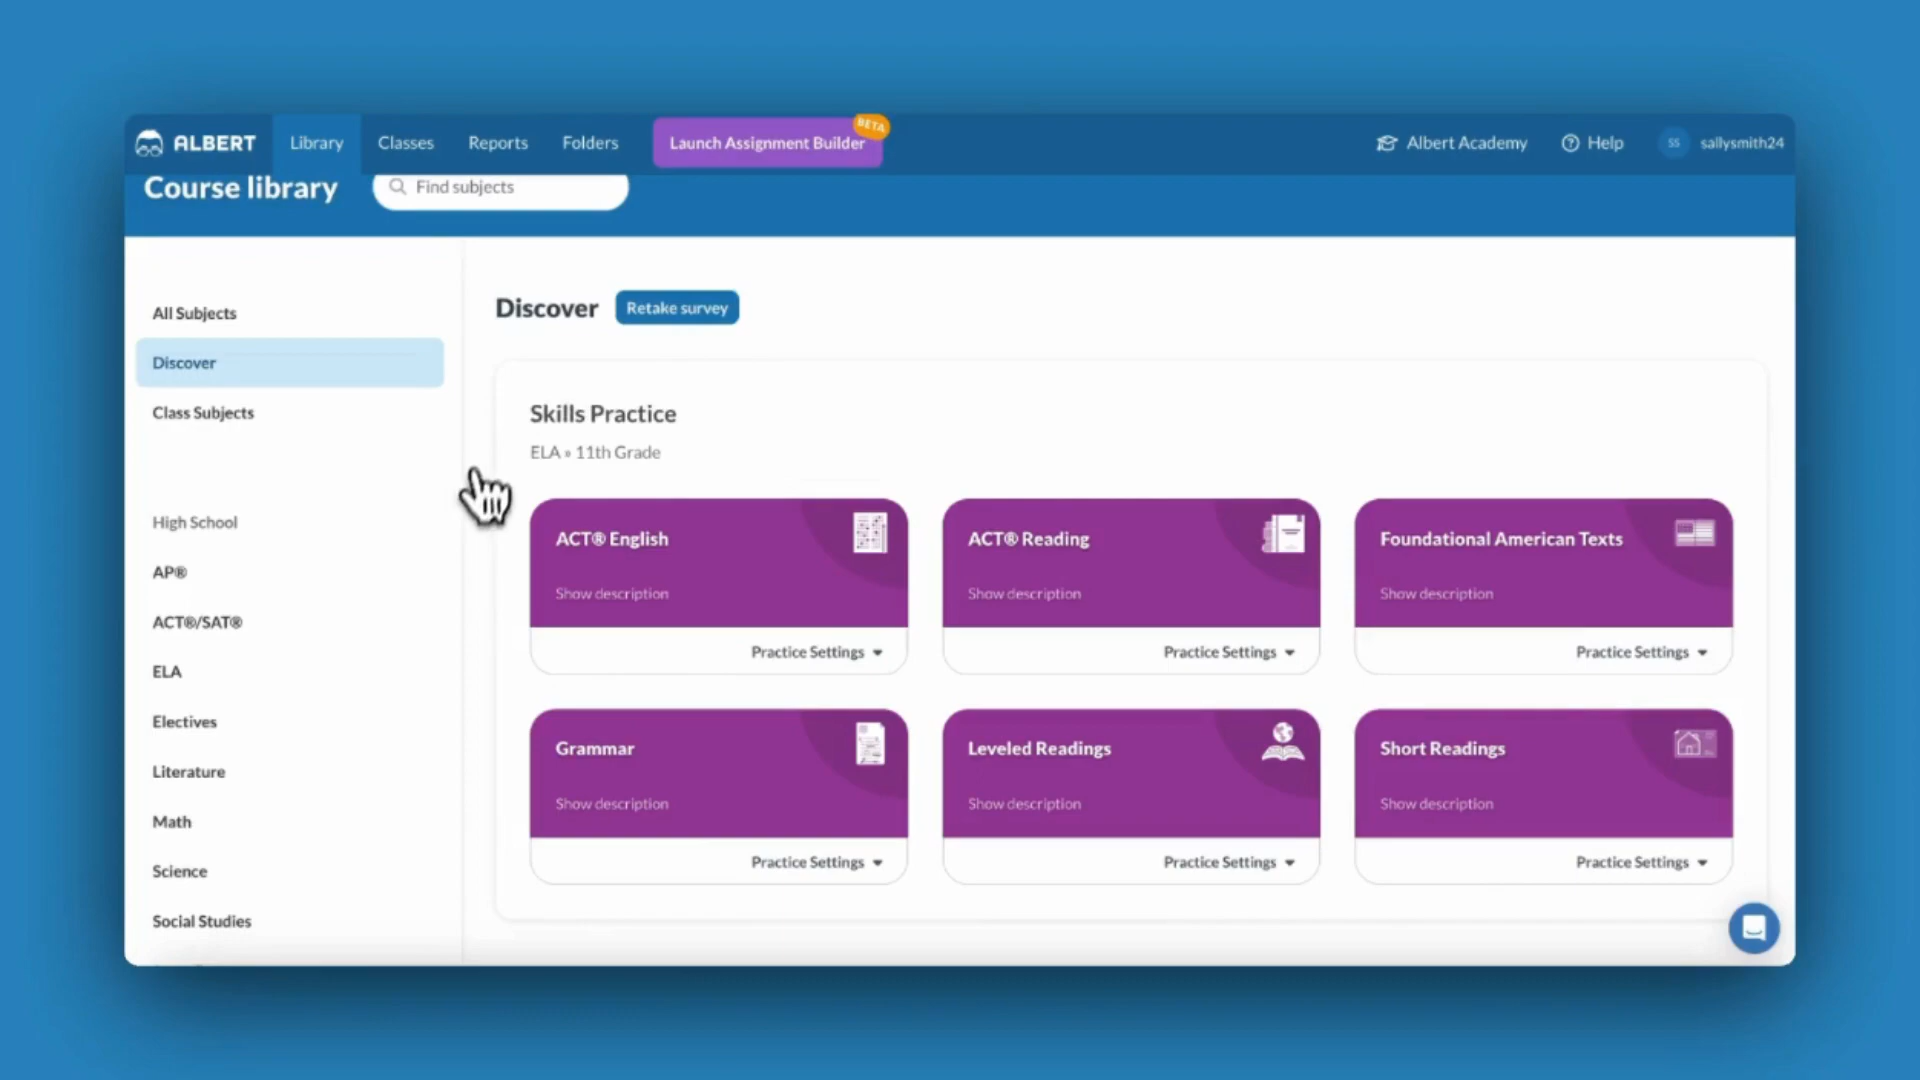 ALBERT
Library
Classes
Reports
Folders
Launch Assignment Builder
BETA
Albert Academy
Help
SS
sallysmith24
Course library
Find subjects
All Subjects
Discover
Class Subjects
High School
AP®
ACT®/SAT®
ELA
Electives
Literature
Math
Science
Social Studies
Discover
Retake survey
Skills Practice
ELA » 11th Grade
ACT® English
Show description
Practice Settings
ACT® Reading
Show description
Practice Settings
Foundational American Texts
Show description
Practice Settings
Grammar
Show description
Practice Settings
Leveled Readings
Show description
Practice Settings
Short Readings
Show description
Practice Settings